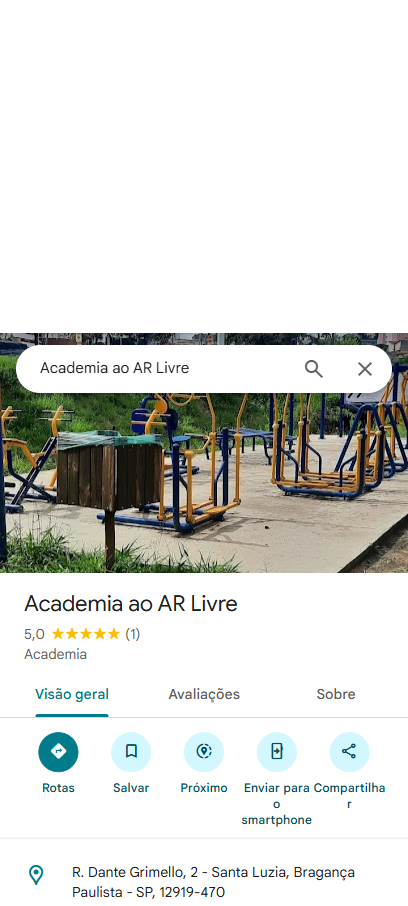 Academia ao AR Livre
Academia ao AR Livre
5,0 (1)
Academia
Visão geral Avaliações Sobre
Rotas Salvar Próximo Enviar para o smartphone Compartilhar
R. Dante Grimello, 2 - Santa Luzia, Bragança
Paulista - SP, 12919-470